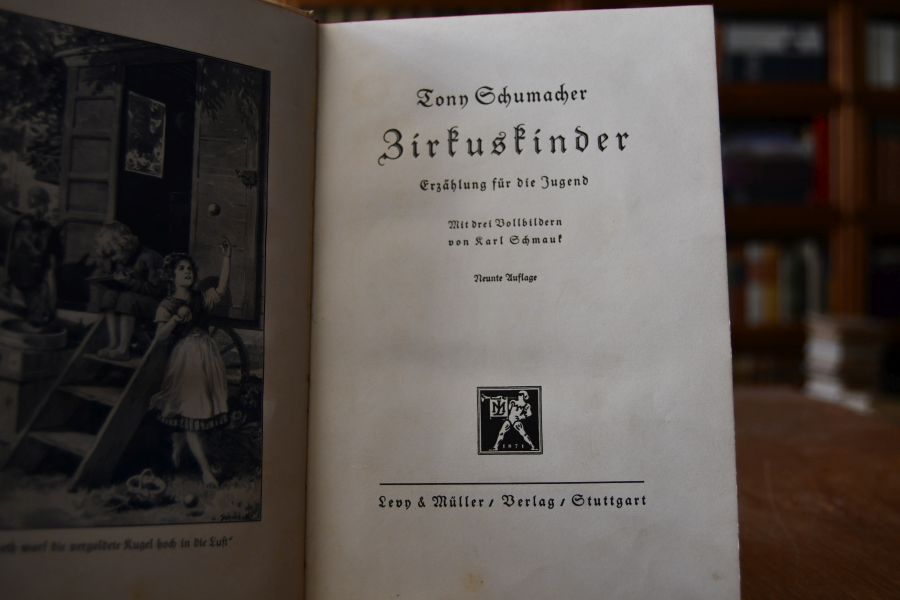 Tony Schumacher
Zirkuskinder
Erzählung für die Jugend
Mit drei Vollbildern
von Karl Schmauk
Neunte Auflage
LM
1871
Levy & Müller / Verlag / Stuttgart
warf die vergoldete Kugel hoch in die Luft“